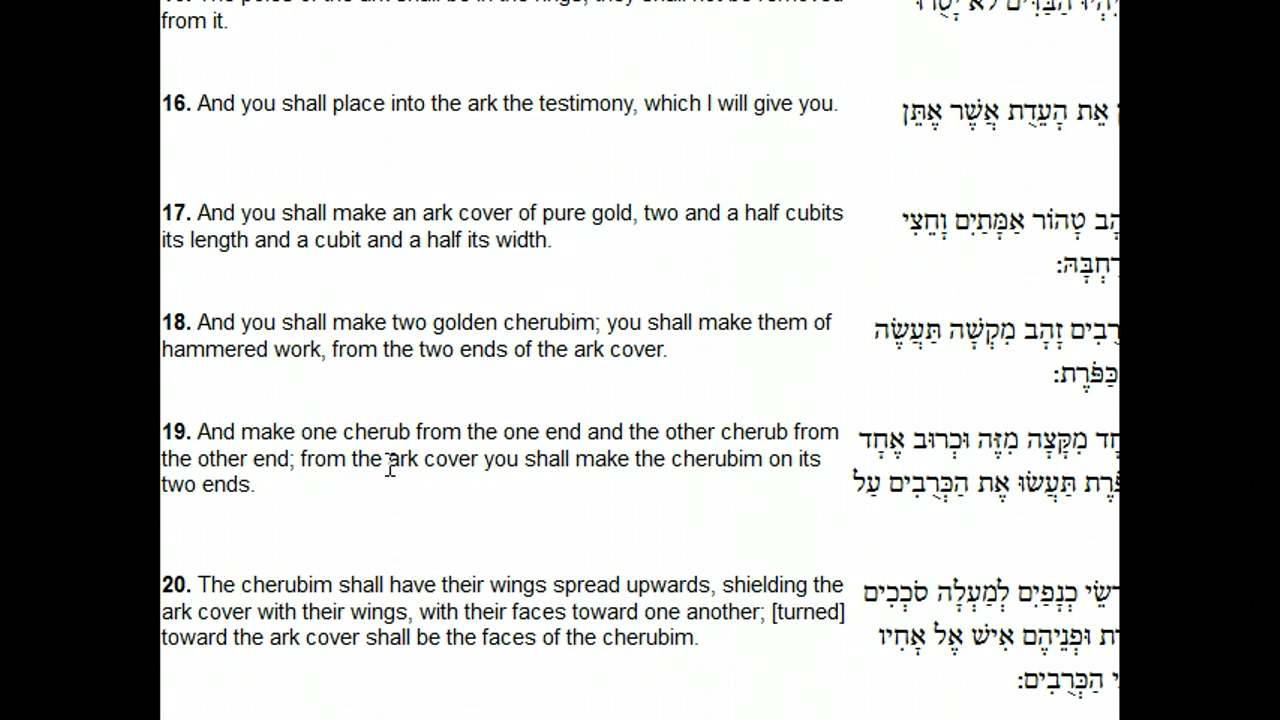 from it.
16. And you shall place into the ark the testimony, which I will give you.
אֵת הָעֵדֻת אֲשֶׁר אֶתֵּן
17. And you shall make an ark cover of pure gold, two and a half cubits
its length and a cubit and a half its width.
טָהוֹר אַמָּתַיִם וָחֵצִי
18. And you shall make two golden cherubim; you shall make them of
hammered work, from the two ends of the ark cover.
זָהָב מִקְשָׁה תַּעֲשֶׂה
19. And make one cherub from the one end and the other cherub from
the other end; from the ark cover you shall make the cherubim on its
two ends.
מִקָּצָה מִזֶּה וּכְרוּב אֶחָד
תַּעֲשׂוּ אֶת הַכְּרֻבִים עַל
20. The cherubim shall have their wings spread upwards, shielding the
ark cover with their wings, with their faces toward one another; [turned]
toward the ark cover shall be the faces of the cherubim.
כְנָפַיִם לְמַעְלָה סֹכְכִים
וּפְנֵיהֶם אִישׁ אֶל אָחִיו
הַכְּרֻבִים: